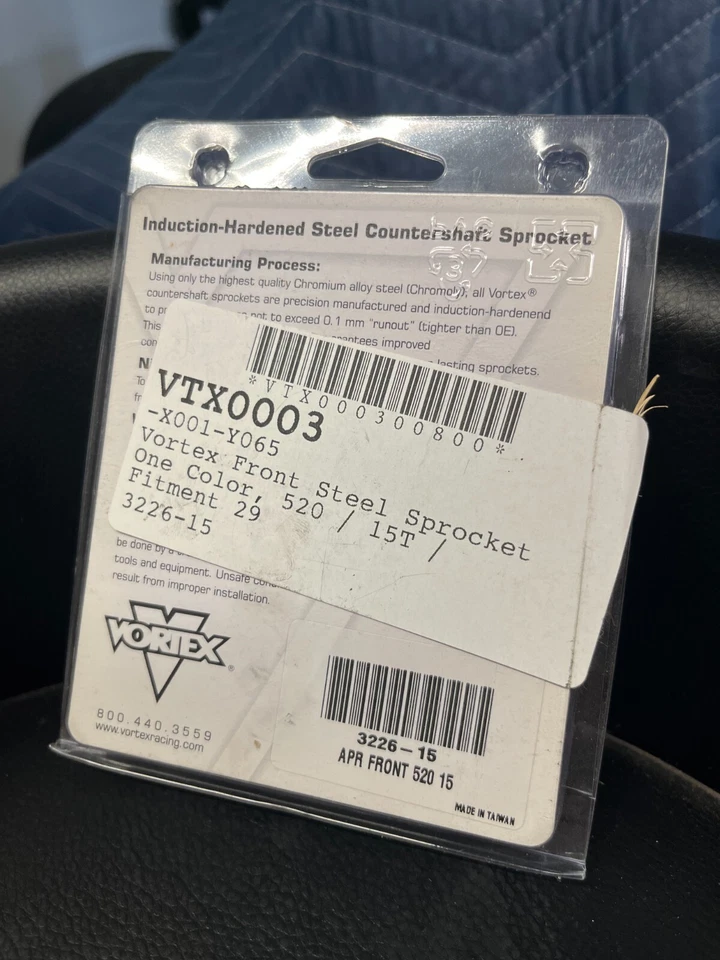 Induction-Hardened Steel Countershaft Sprocket
Manufacturing Process:
Using only the highest quality Chromium alloy steel (Chromoly), all Vortex®
countershaft sprockets are precision manufactured and induction-hardenend
to not to exceed 0.1 mm "runout" (tighter than OE).
This improved
lasting sprockets.
*VTX000300800*
VTX0003
-X001-Y065
Vortex Front Steel Sprocket
One Color, 520 / 15T /
Fitment 29
3226-15
be done by a
tools and equipment. Unsafe
result from improper installation.
VORTEX®
800.440.3559
www.vortexracing.com
3226-15
APR FRONT 520 15
MADE IN TAIWAN